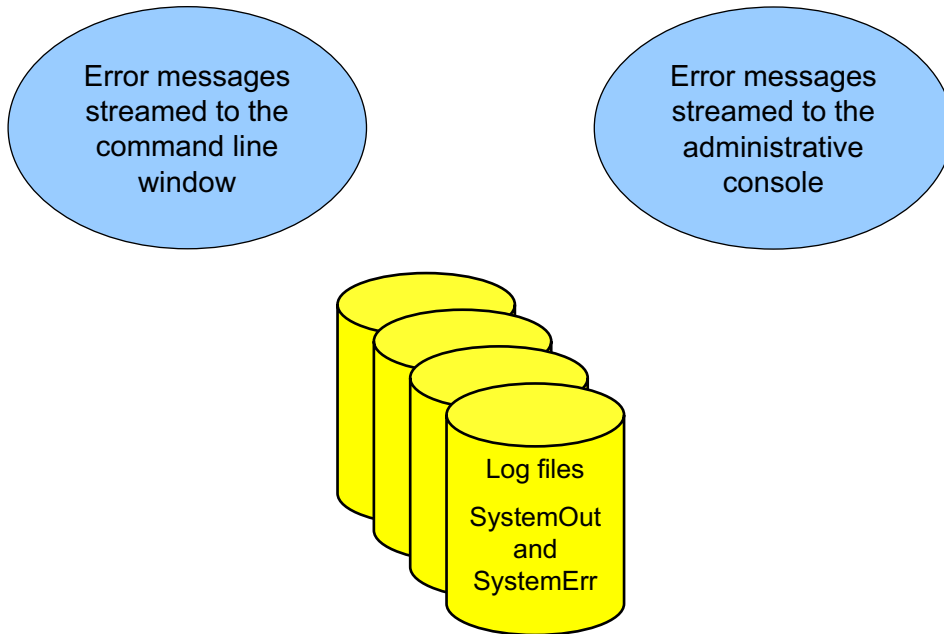 Error messages
streamed to the
command line
window
Error messages
streamed to the
administrative
console
Log files
SystemOut
and
SystemErr